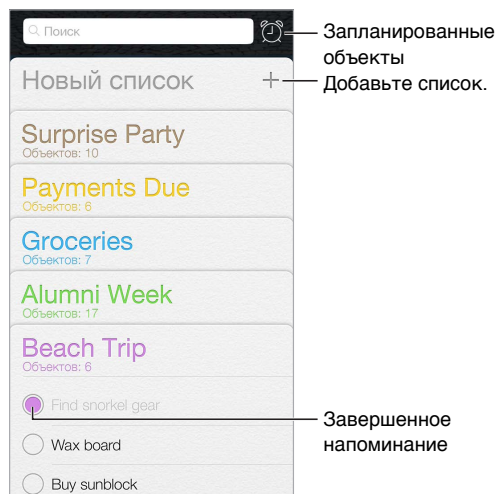 Поиск
Запланированные
объекты
Новый список
Добавьте список.
Surprise Party
Объектов: 10
Payments Due
Объектов: 6
Groceries
Объектов: 7
Alumni Week
Объектов: 17
Beach Trip
Объектов: 6
Find snorkel gear
Завершенное
напоминание
Wax board
Buy sunblock